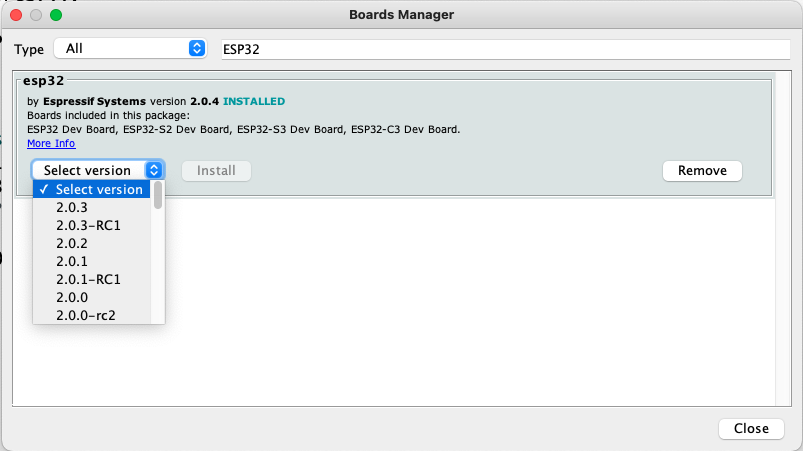 Boards Manager
Type All ESP32
esp32
by Espressif Systems version 2.0.4 INSTALLED
Boards included in this package:
ESP32 Dev Board, ESP32-S2 Dev Board, ESP32-S3 Dev Board, ESP32-C3 Dev Board.
More Info
Select version Install Remove
✓ Select version
2.0.3
2.0.3-RC1
2.0.2
2.0.1
2.0.1-RC1
2.0.0
2.0.0-rc2
Close